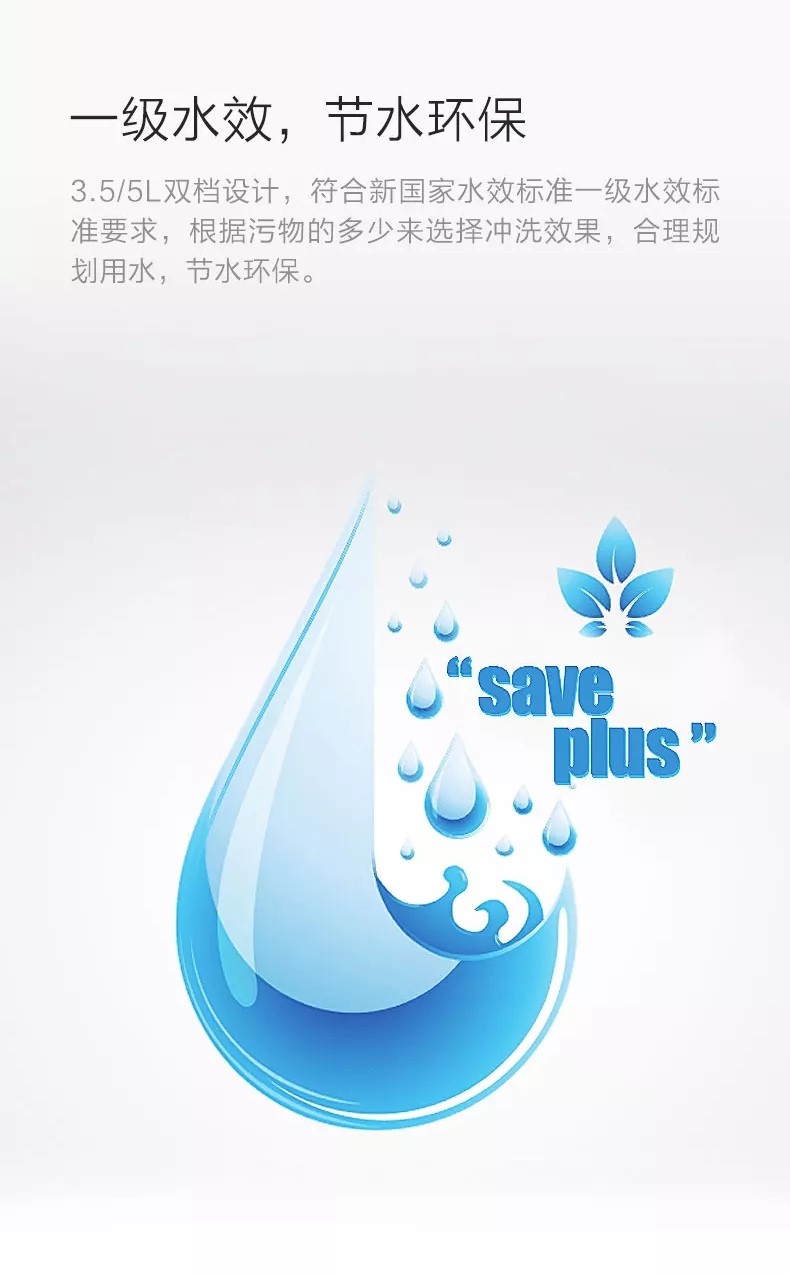 一级水效，节水环保
3.5/5L双档设计，符合新国家水效标准一级水效标
准要求，根据污物的多少来选择冲洗效果，合理规
划用水，节水环保。
“save
plus”